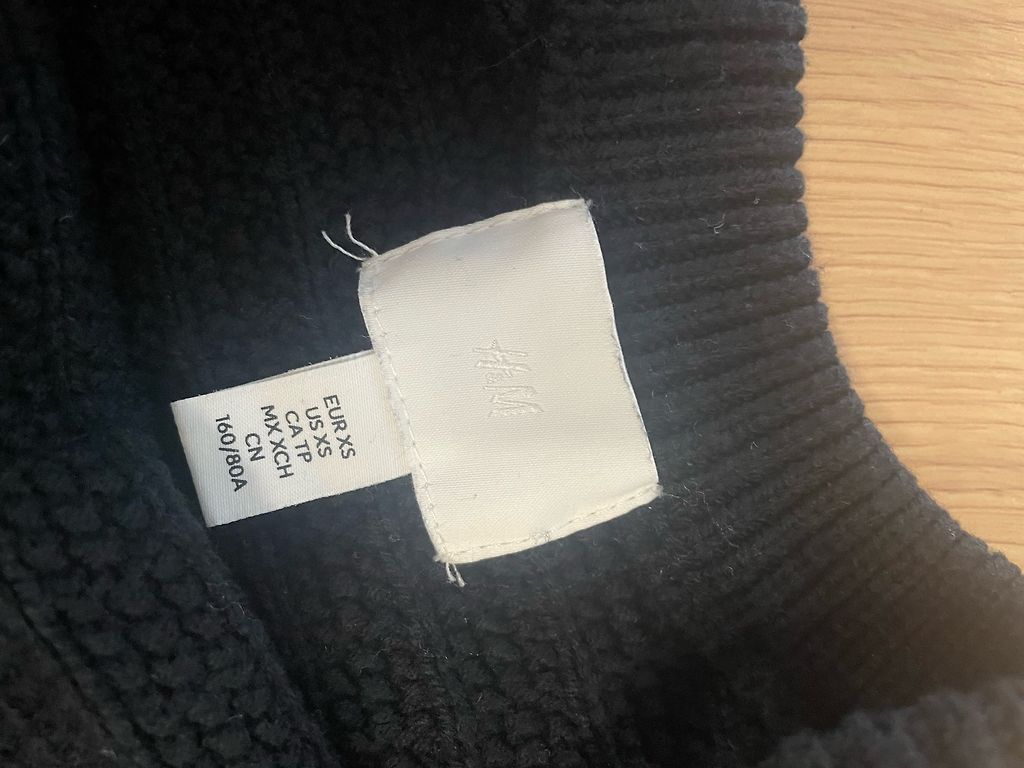 H&M
EUR XS
US XS
CA TP
MX XCH
CN
160/80A